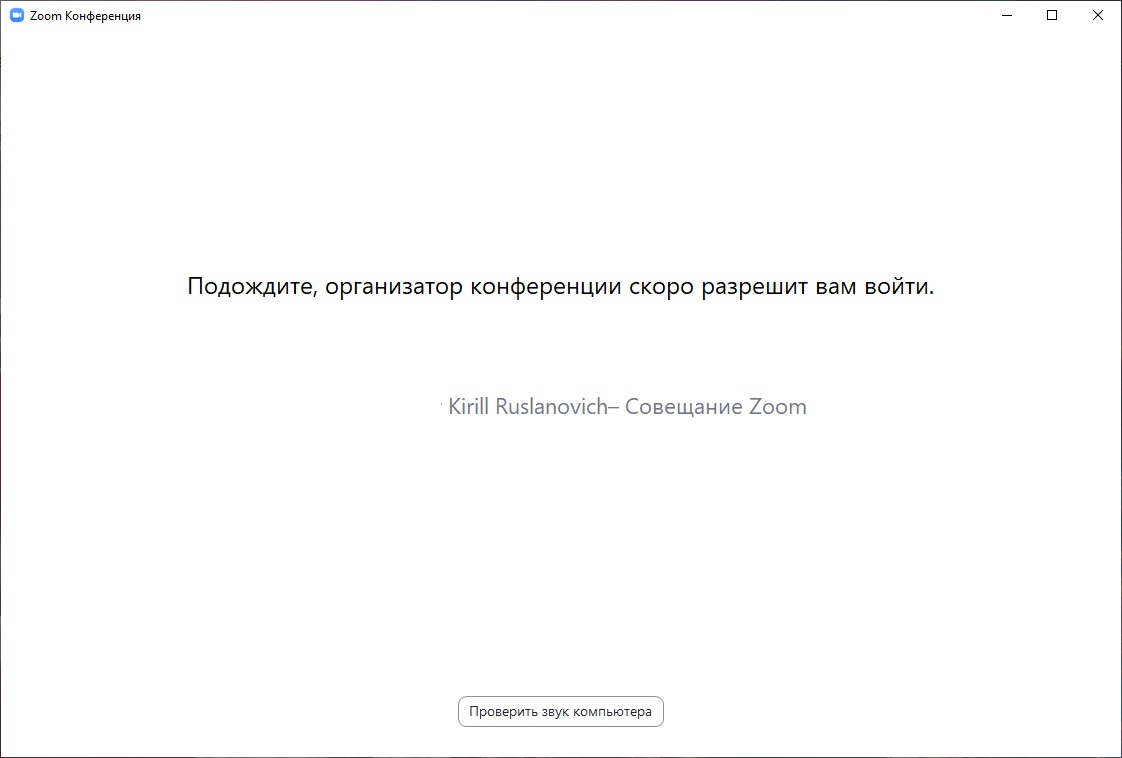 Zoom Конференция
Подождите, организатор конференции скоро разрешит вам войти.
Kirill Ruslanovich– Совещание Zoom
Проверить звук компьютера